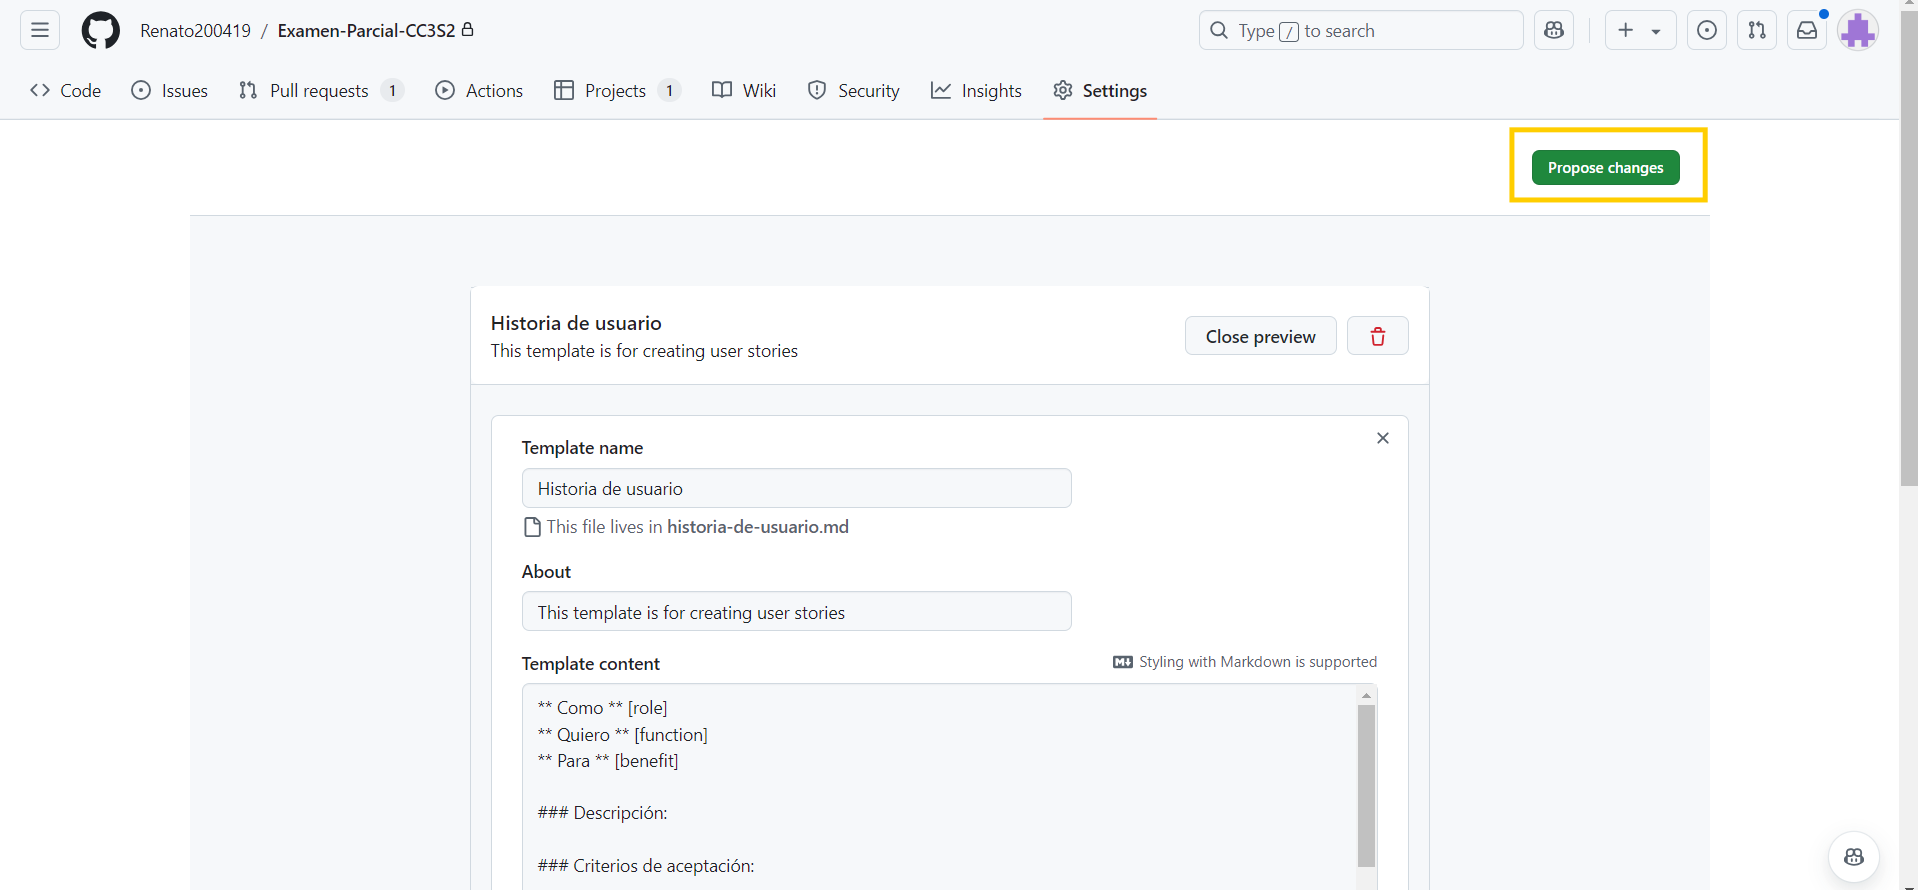 Renato200419 / Examen-Parcial-CC3S2
Type / to search
Code Issues Pull requests 1 Actions Projects 1 Wiki Security Insights Settings
Propose changes
Historia de usuario
This template is for creating user stories
Close preview
Template name
Historia de usuario
This file lives in historia-de-usuario.md
About
This template is for creating user stories
Template content
Styling with Markdown is supported
** Como ** [role]
** Quiero ** [function]
** Para ** [benefit]
### Descripción:
### Criterios de aceptación: